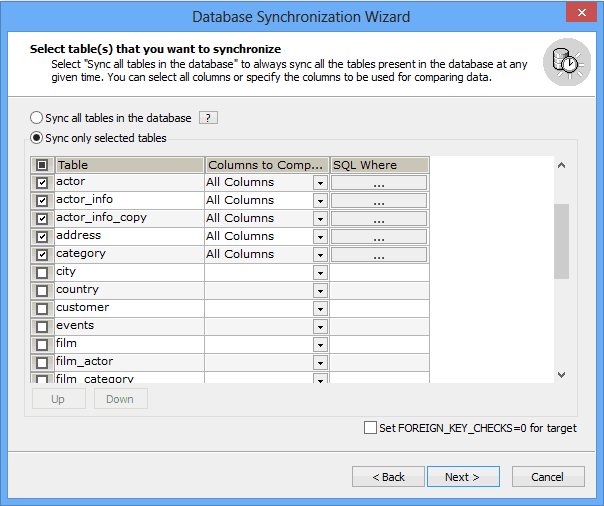 Database Synchronization Wizard
Select table(s) that you want to synchronize
Select "Sync all tables in the database" to always sync all the tables present in the database at any
given time. You can select all columns or specify the columns to be used for comparing data.
Sync all tables in the database ?
Sync only selected tables
Table Columns to Comp... SQL Where
actor All Columns ...
actor_info All Columns ...
actor_info_copy All Columns ...
address All Columns ...
category All Columns ...
city
country
customer
events
film
film_actor
film_category
Up Down
Set FOREIGN_KEY_CHECKS=0 for target
< Back Next > Cancel